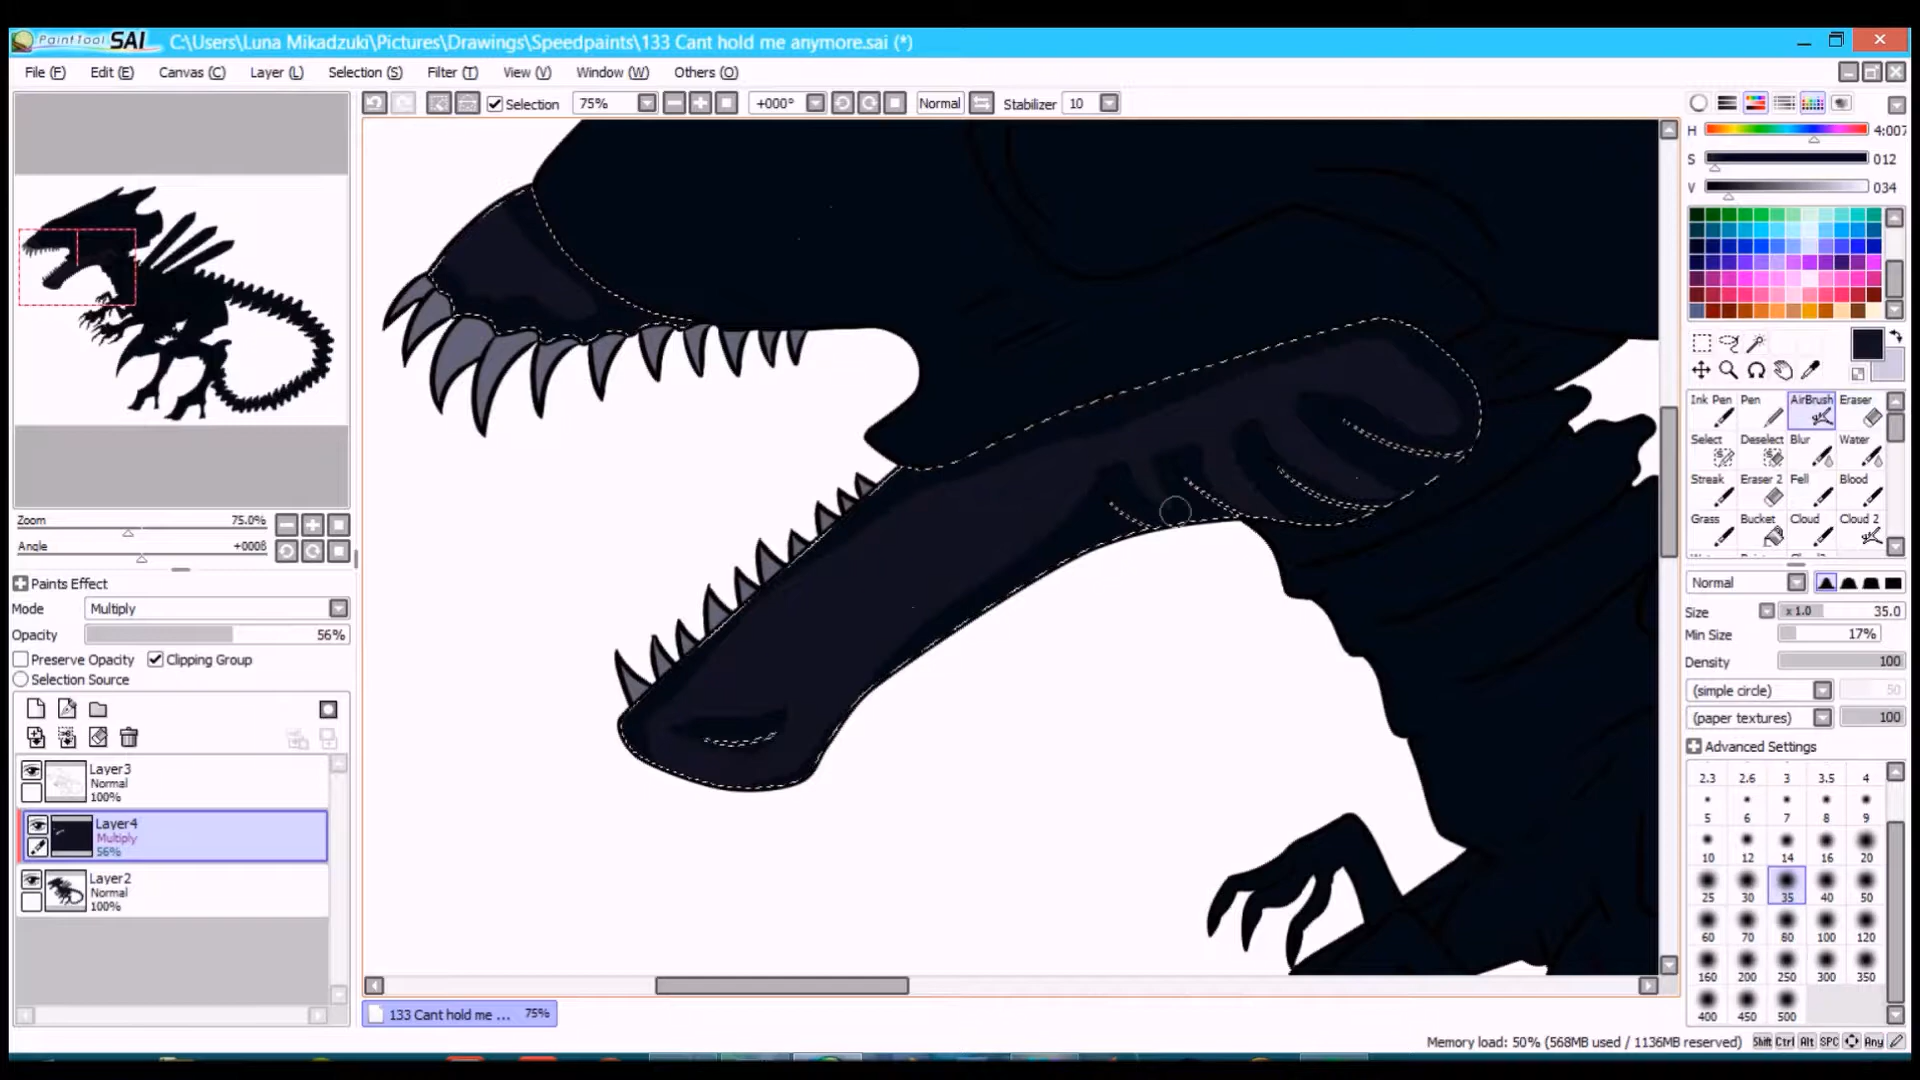 PaintTool SAI C:\Users\Luna Mikadzuki\Pictures\Drawings\Speedpaints\133 Cant hold me anymore.sai (*)
File (F) Edit (E) Canvas (C) Layer (L) Selection (S) Filter (T) View (V) Window (W) Others (O)
Selection 75% +000° Normal Stabilizer 10
H 4:007
S 012
V 034
Zoom 75.0%
Angle +000ß
Paints Effect
Mode Multiply
Opacity 56%
Preserve Opacity Clipping Group
Selection Source
Layer3
Normal
100%
Layer4
Multiply
56%
Layer2
Normal
100%
Ink Pen Pen AirBrush Eraser
Select Deselect Blur Water
Streak Eraser 2 Fell Blood
Grass Bucket Cloud Cloud 2
Normal
Size x 1.0 35.0
Min Size 17%
Density 100
(simple circle) 50
(paper textures) 100
Advanced Settings
2.3 2.6 3 3.5 4
5 6 7 8 9
10 12 14 16 20
25 30 35 40 50
60 70 80 100 120
160 200 250 300 350
400 450 500
133 Cant hold me ... 75%
Memory load: 50% (568MB used / 1136MB reserved) Shift Ctrl Alt SPC Any